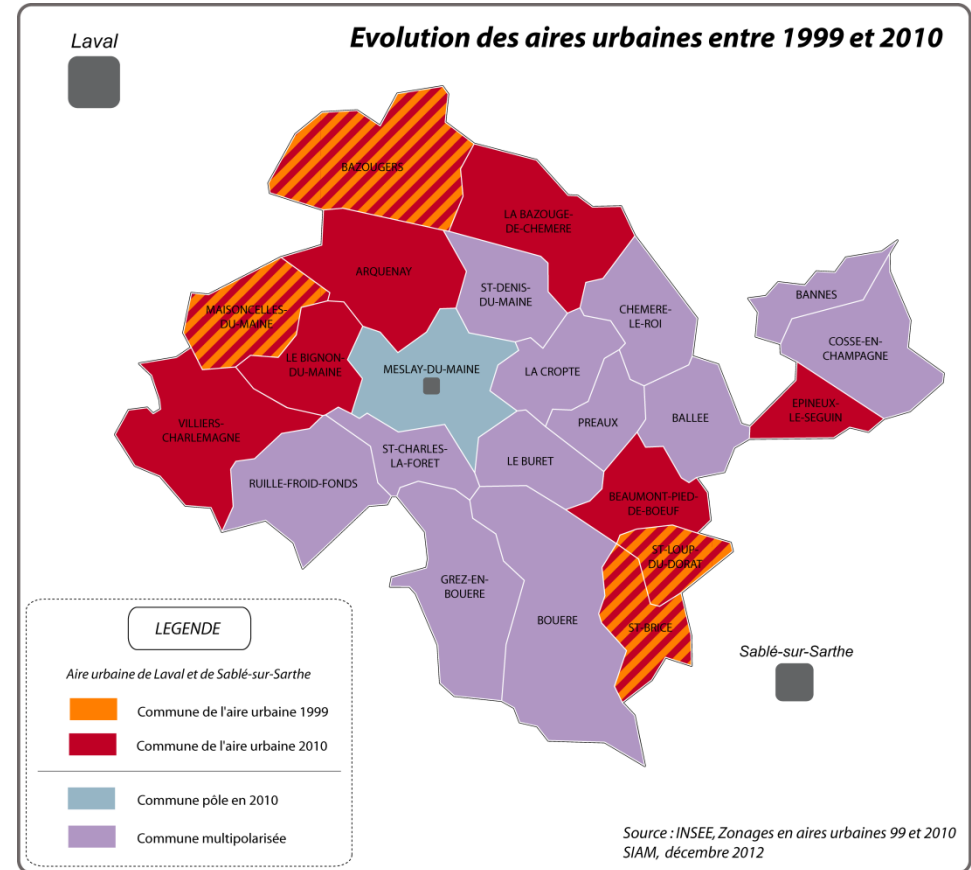 Laval
Evolution des aires urbaines entre 1999 et 2010
BAZOUGERS
LA BAZOUGE-
DE-CHEMERE
ARQUENAY
ST-DENIS-
DU-MAINE
CHEMERE-
LE-ROI
BANNES
COSSE-EN-
CHAMPAGNE
MAISONCELLES-
DU-MAINE
LE BIGNON-
DU-MAINE
MESLAY-DU-MAINE
LA CROPTE
EPINEUX-
LE-SEGUIN
VILLIERS-
CHARLEMAGNE
PREAUX
BALLEE
ST-CHARLES-
LA-FORET
LE BURET
RUILLE-FROID-FONDS
BEAUMONT-PIED-
DE-BOEUF
ST-LOUP-
DU-DORAT
GREZ-EN-
BOUERE
BOUERE
ST-BRICE
Sablé-sur-Sarthe
LEGENDE
Aire urbaine de Laval et de Sablé-sur-Sarthe
Commune de l'aire urbaine 1999
Commune de l'aire urbaine 2010
Commune pôle en 2010
Commune multipolarisée
Source : INSEE, Zonages en aires urbaines 99 et 2010
SIAM, décembre 2012